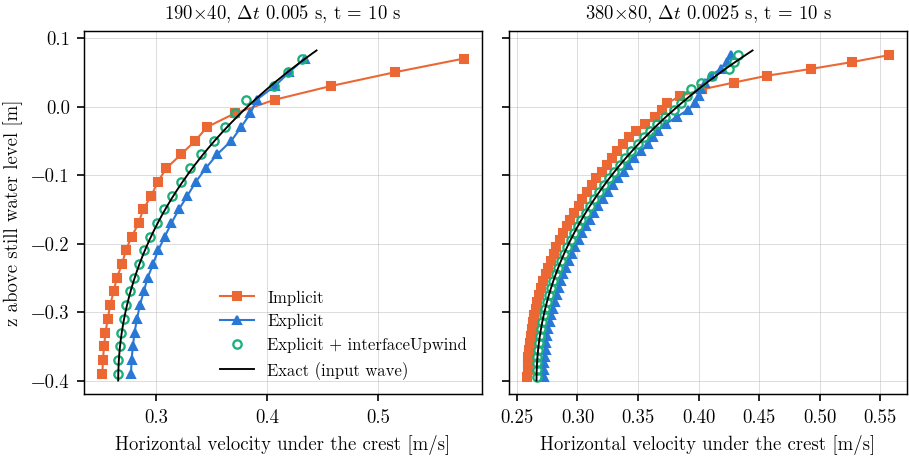 190×40, Δt 0.005 s, t = 10 s
380×80, Δt 0.0025 s, t = 10 s
z above still water level [m]
0.1
0.0
−0.1
−0.2
−0.3
−0.4
Implicit
Explicit
Explicit + interfaceUpwind
Exact (input wave)
0.3 0.4 0.5
0.25 0.30 0.35 0.40 0.45 0.50 0.55
Horizontal velocity under the crest [m/s]
Horizontal velocity under the crest [m/s]